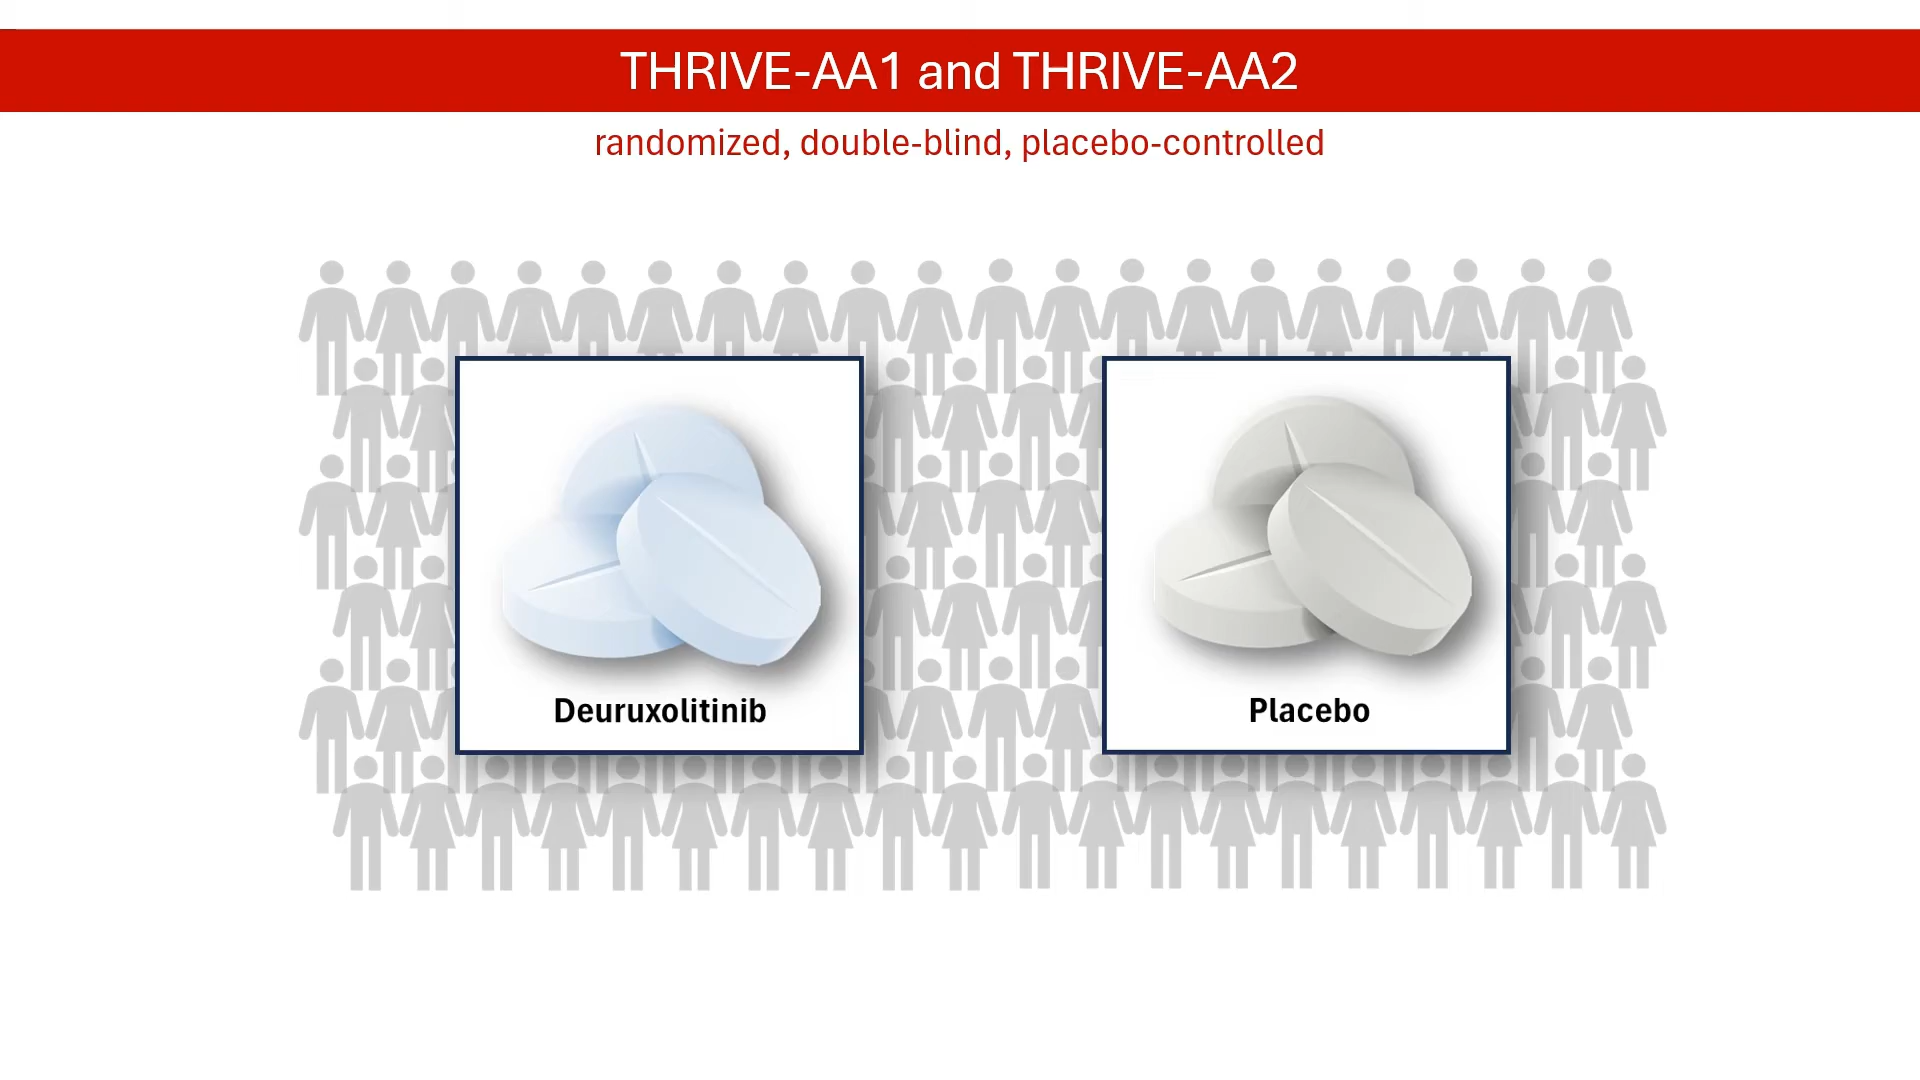 THRIVE-AA1 and THRIVE-AA2
randomized, double-blind, placebo-controlled
Deuruxolitinib
Placebo